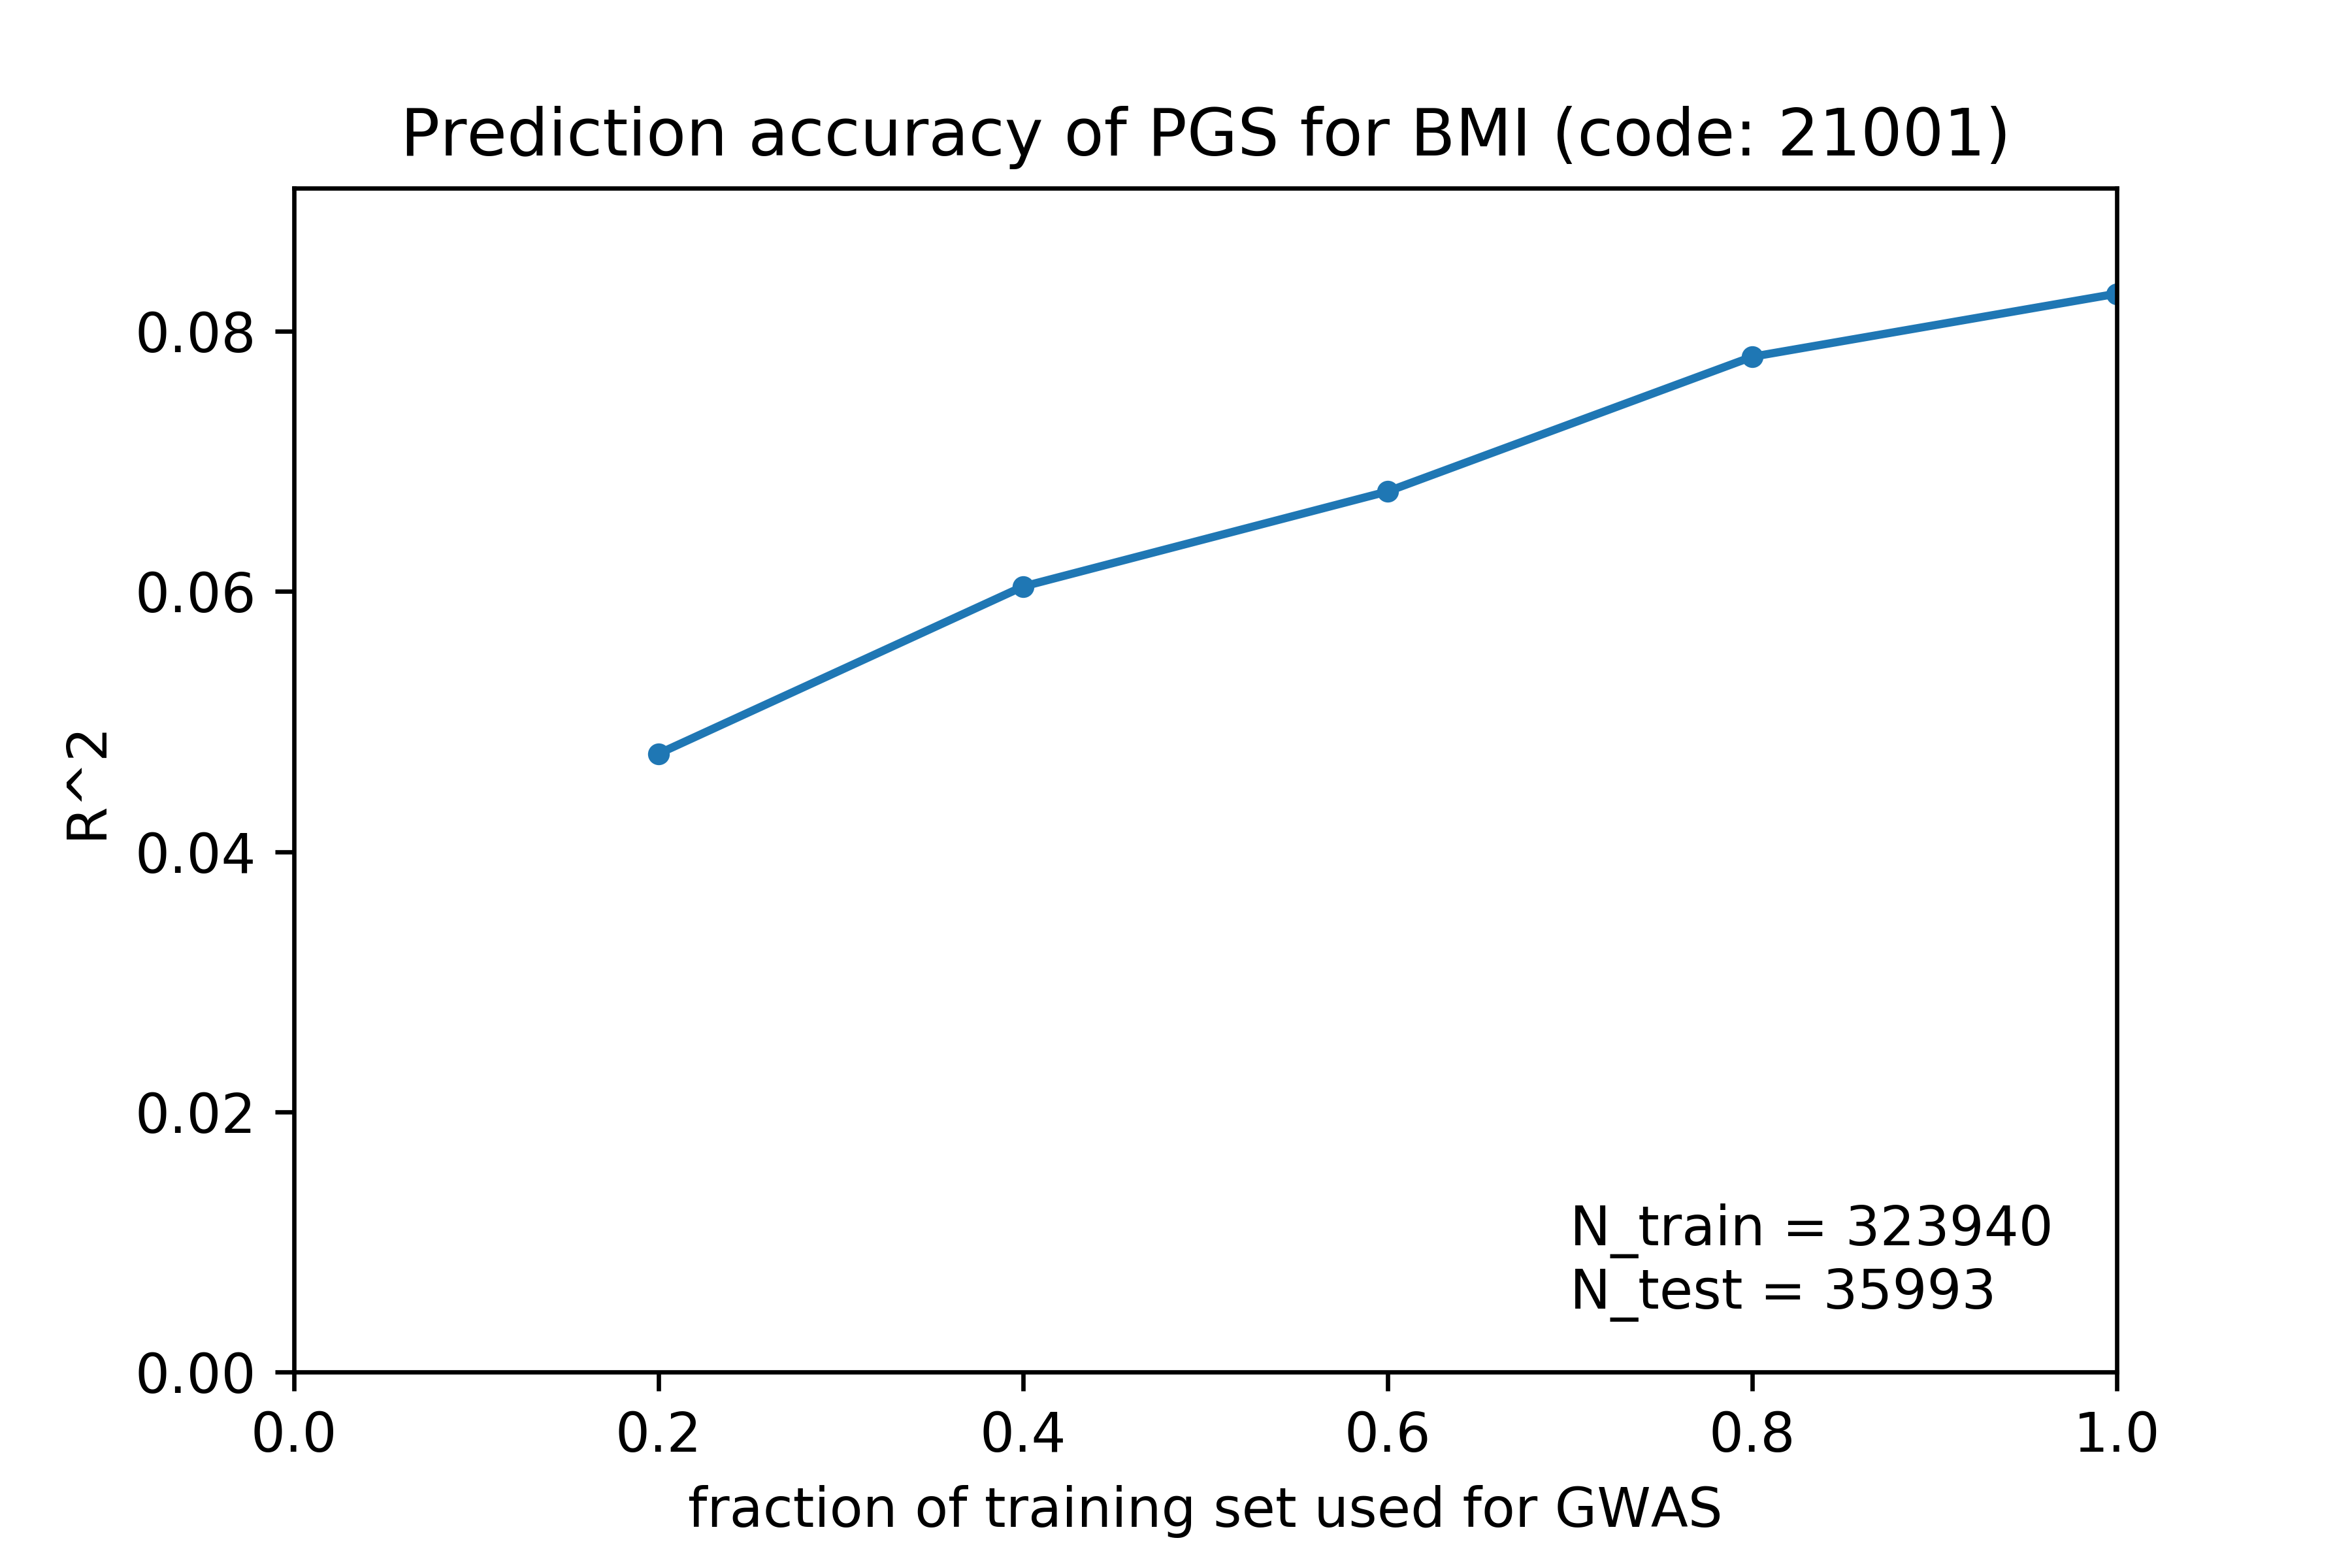 Prediction accuracy of PGS for BMI (code: 21001)
R^2
0.08
0.06
0.04
0.02
0.00
N_train = 323940
N_test = 35993
0.0 0.2 0.4 0.6 0.8 1.0
fraction of training set used for GWAS